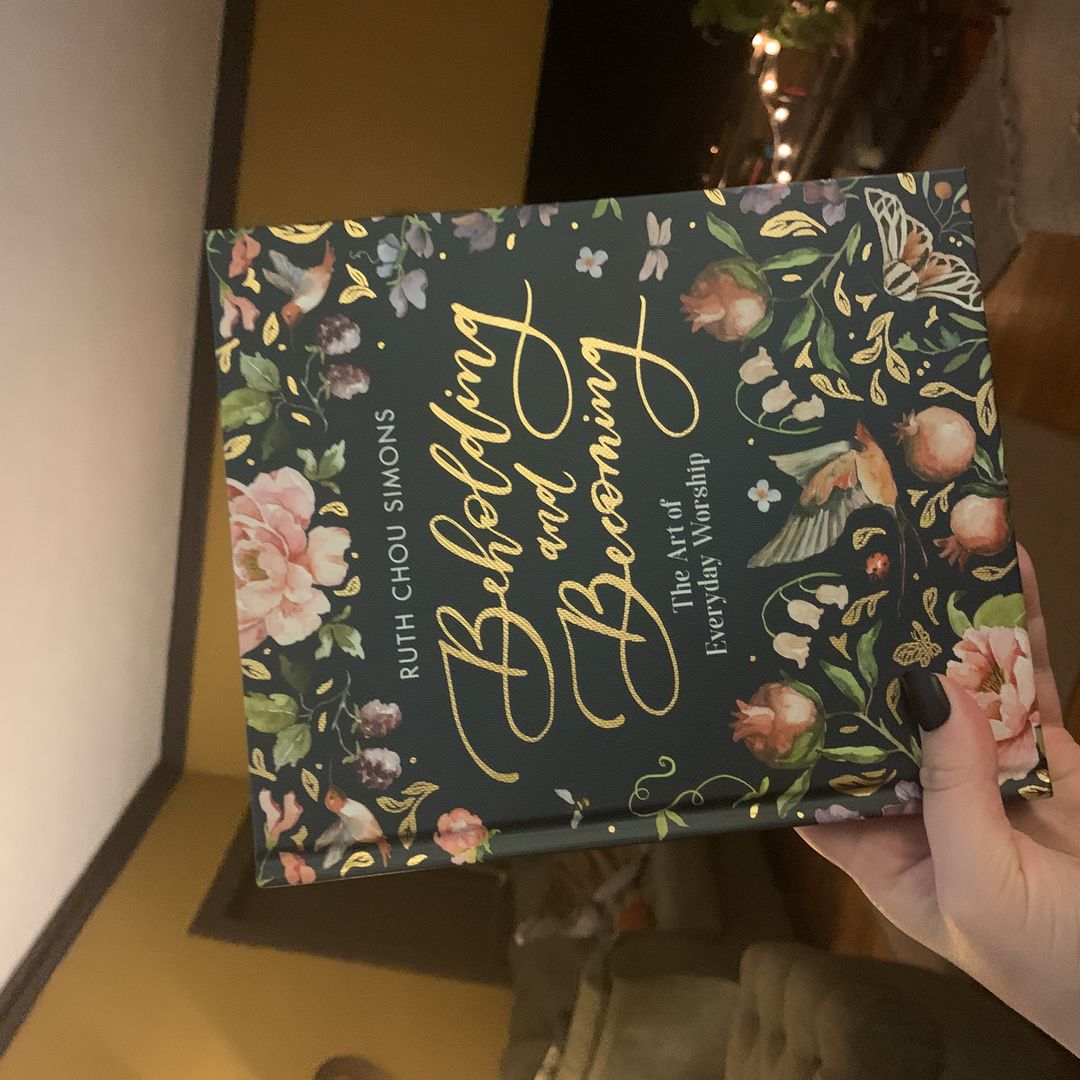 RUTH CHOU SIMONS
Beholding
and
Becoming
The Art of
Everyday Worship